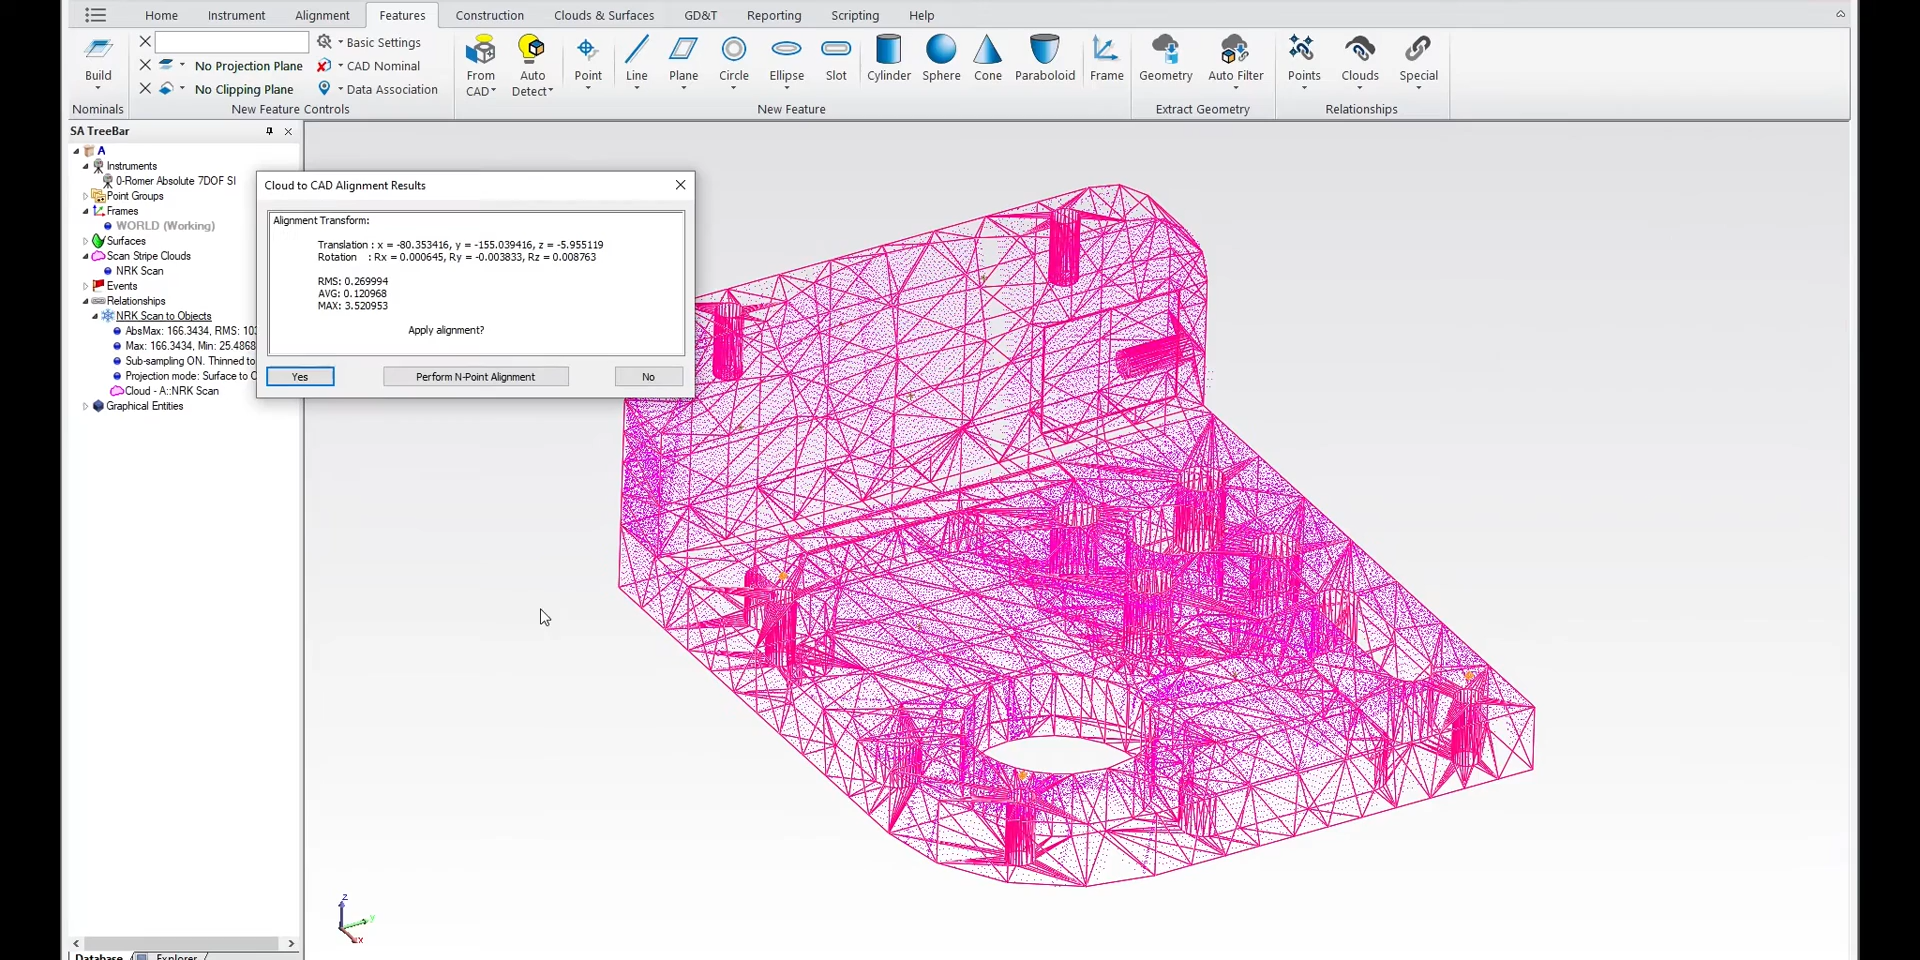 Home Instrument Alignment Features Construction Clouds & Surfaces GD&T Reporting Scripting Help
Build
Nominals
No Projection Plane
No Clipping Plane
Basic Settings
CAD Nominal
Data Association
New Feature Controls
From CAD
Auto Detect
Point
Line
Plane
Circle
Ellipse
Slot
Cylinder
Sphere
Cone
Paraboloid
Frame
New Feature
Geometry
Auto Filter
Extract Geometry
Points
Clouds
Special
Relationships
SA TreeBar
A
Instruments
0-Romer Absolute 7DOF SI
Point Groups
Frames
WORLD (Working)
Surfaces
Scan Stripe Clouds
NRK Scan
Events
Relationships
NRK Scan to Objects
AbsMax: 166.3434, RMS: 10
Max: 166.3434, Min: 25.4868
Sub-sampling ON. Thinned to
Projection mode: Surface to
Cloud - A::NRK Scan
Graphical Entities
Database Explorer
Cloud to CAD Alignment Results
Alignment Transform:
Translation : x = -80.353416, y = -155.039416, z = -5.955119
Rotation : Rx = 0.000645, Ry = -0.003833, Rz = 0.008763
RMS: 0.269994
AVG: 0.120968
MAX: 3.520953
Apply alignment?
Yes Perform N-Point Alignment No
z
y
x